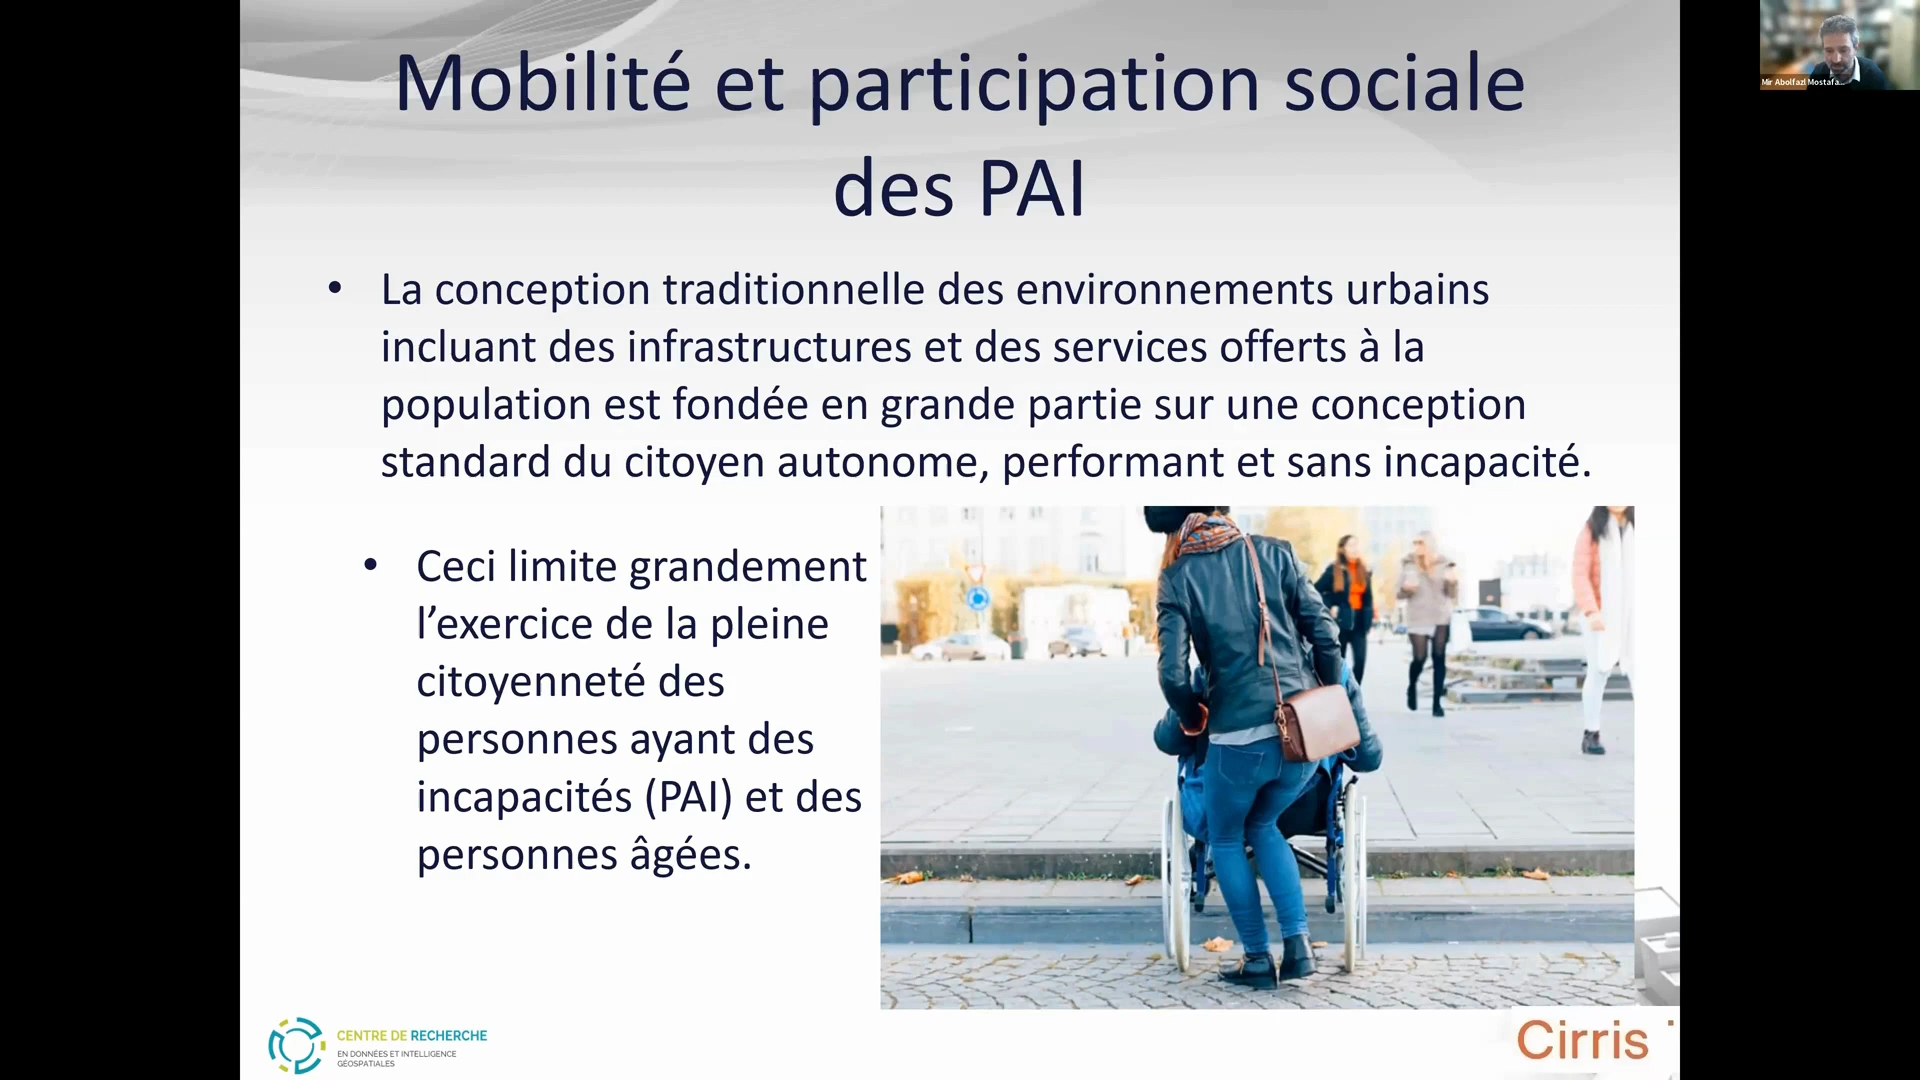 Mobilité et participation sociale
des PAI
• La conception traditionnelle des environnements urbains
incluant des infrastructures et des services offerts à la
population est fondée en grande partie sur une conception
standard du citoyen autonome, performant et sans incapacité.
• Ceci limite grandement
l’exercice de la pleine
citoyenneté des
personnes ayant des
incapacités (PAI) et des
personnes âgées.
CENTRE DE RECHERCHE
EN DONNÉES ET INTELLIGENCE
GÉOSPATIALES
Cirris
Mir Abolfazl Mostafa...